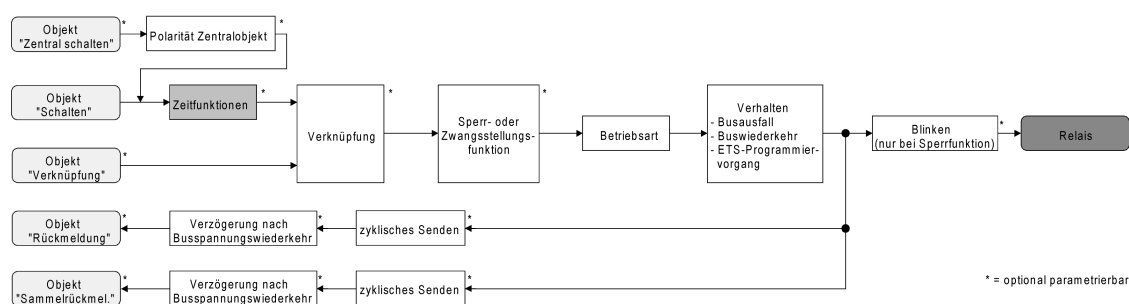 Objekt
"Zentral schalten"
*
Polarität Zentralobjekt
*
Objekt
"Schalten"
Zeitfunktionen
*
Verknüpfung
*
Sperr- oder
Zwangsstellungs-
funktion
*
Betriebsart
Verhalten
- Busausfall
- Buswiederkehr
- ETS-Programmier-
vorgang
Blinken
(nur bei Sperrfunktion)
*
Relais
Objekt
"Verknüpfung"
*
Objekt
"Rückmeldung"
*
Verzögerung nach
Busspannungswiederkehr
*
zyklisches Senden
*
Objekt
"Sammelrückmel."
*
Verzögerung nach
Busspannungswiederkehr
*
zyklisches Senden
*
* = optional parametrierbar